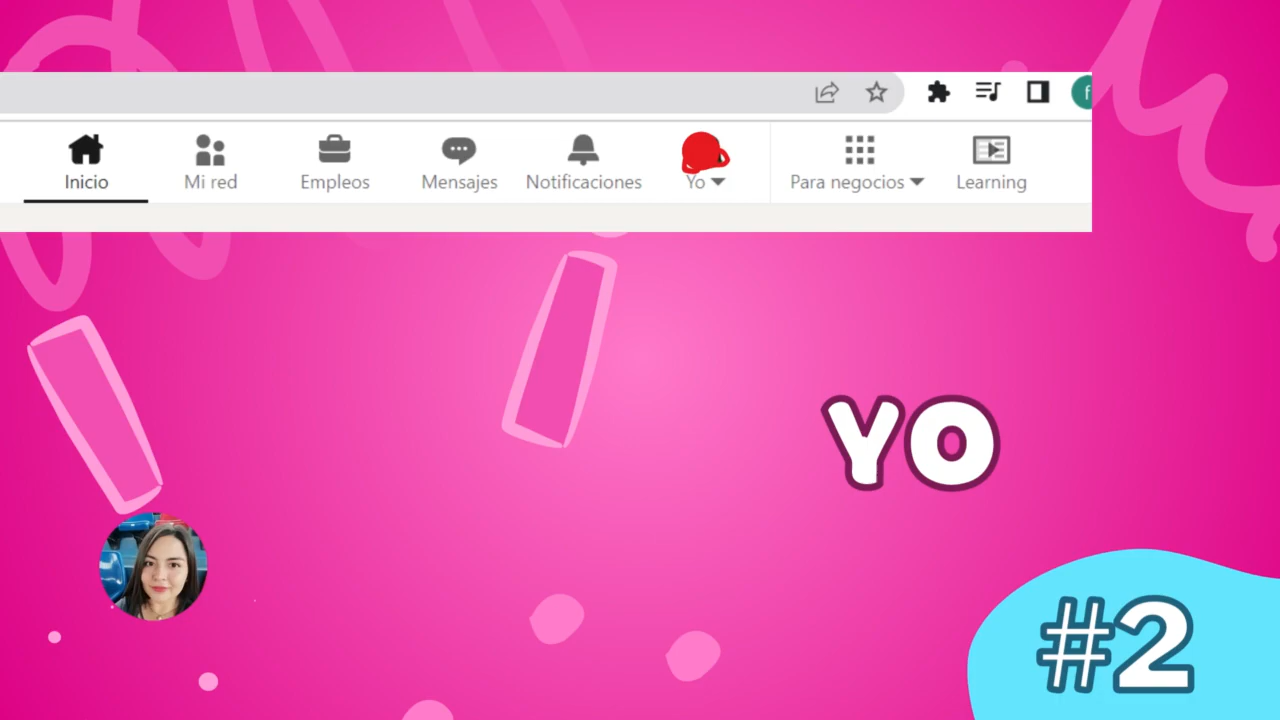 f
Inicio Mi red Empleos Mensajes Notificaciones Yo Para negocios Learning
YO
#2